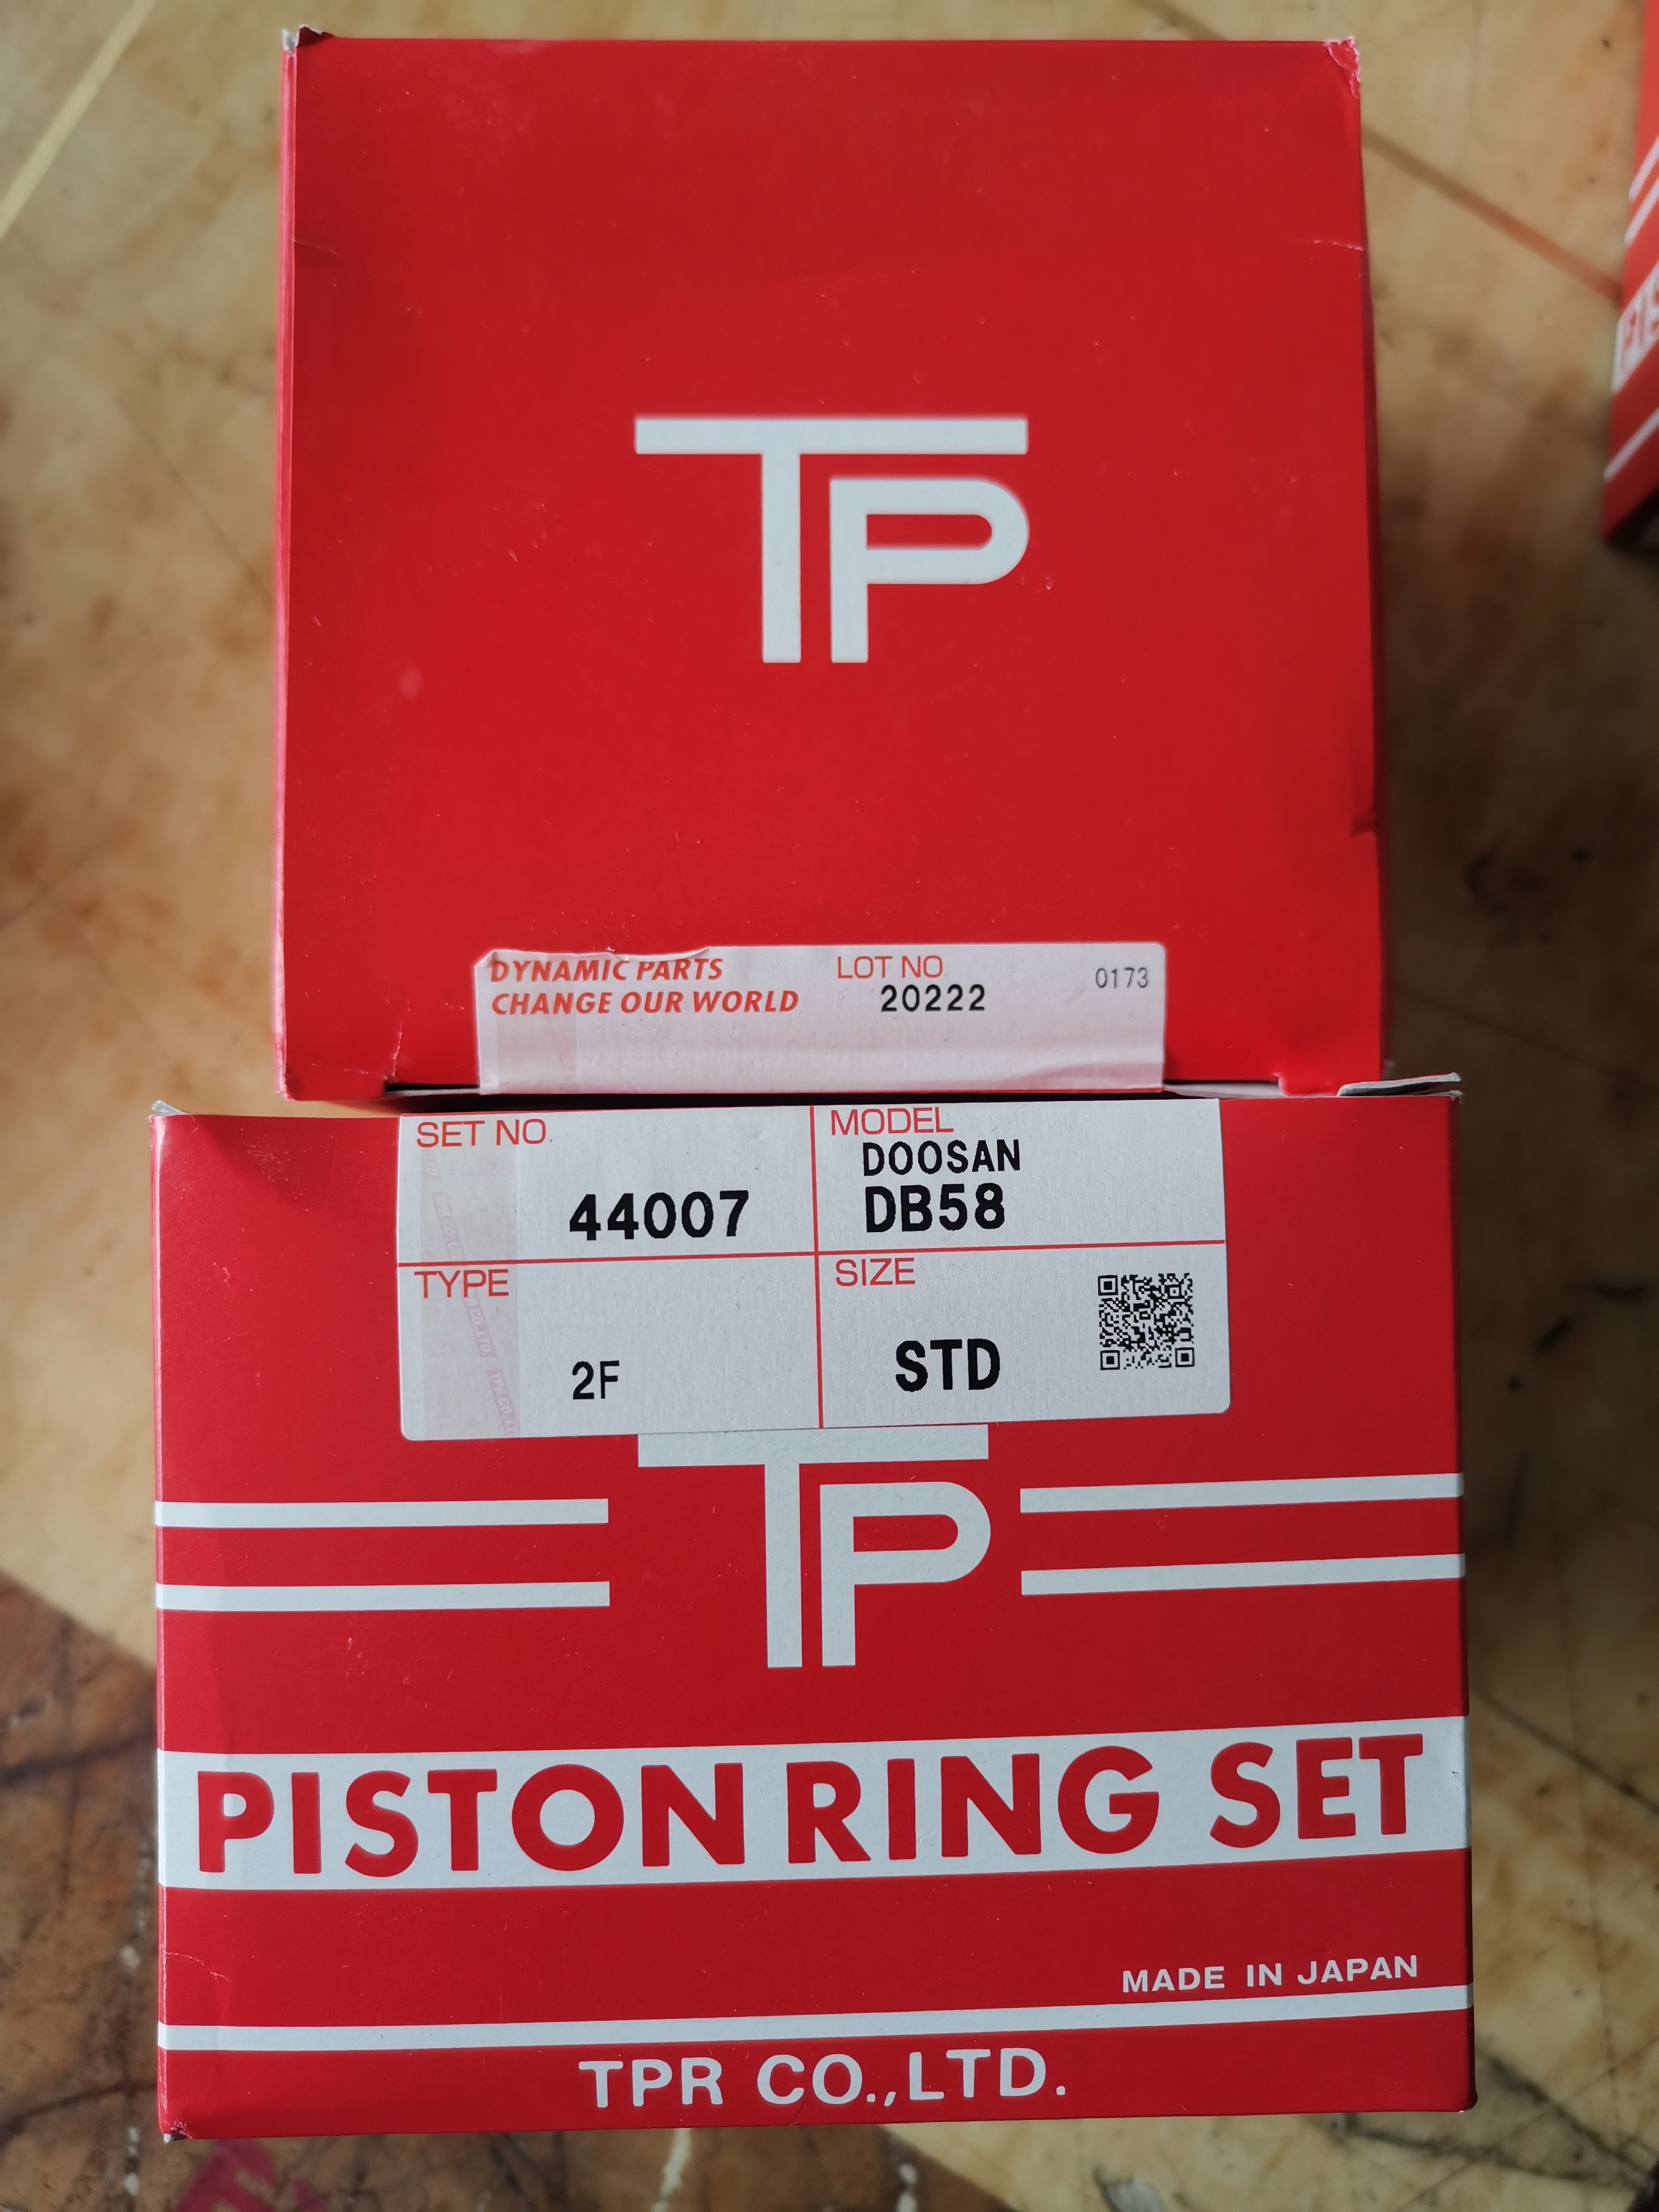 TP
DYNAMIC PARTS
CHANGE OUR WORLD
LOT NO.
20222
0173
SET NO.
44007
MODEL
DOOSAN
DB58
TYPE
2F
SIZE
STD
TP
PISTON RING SET
MADE IN JAPAN
TPR CO.,LTD.